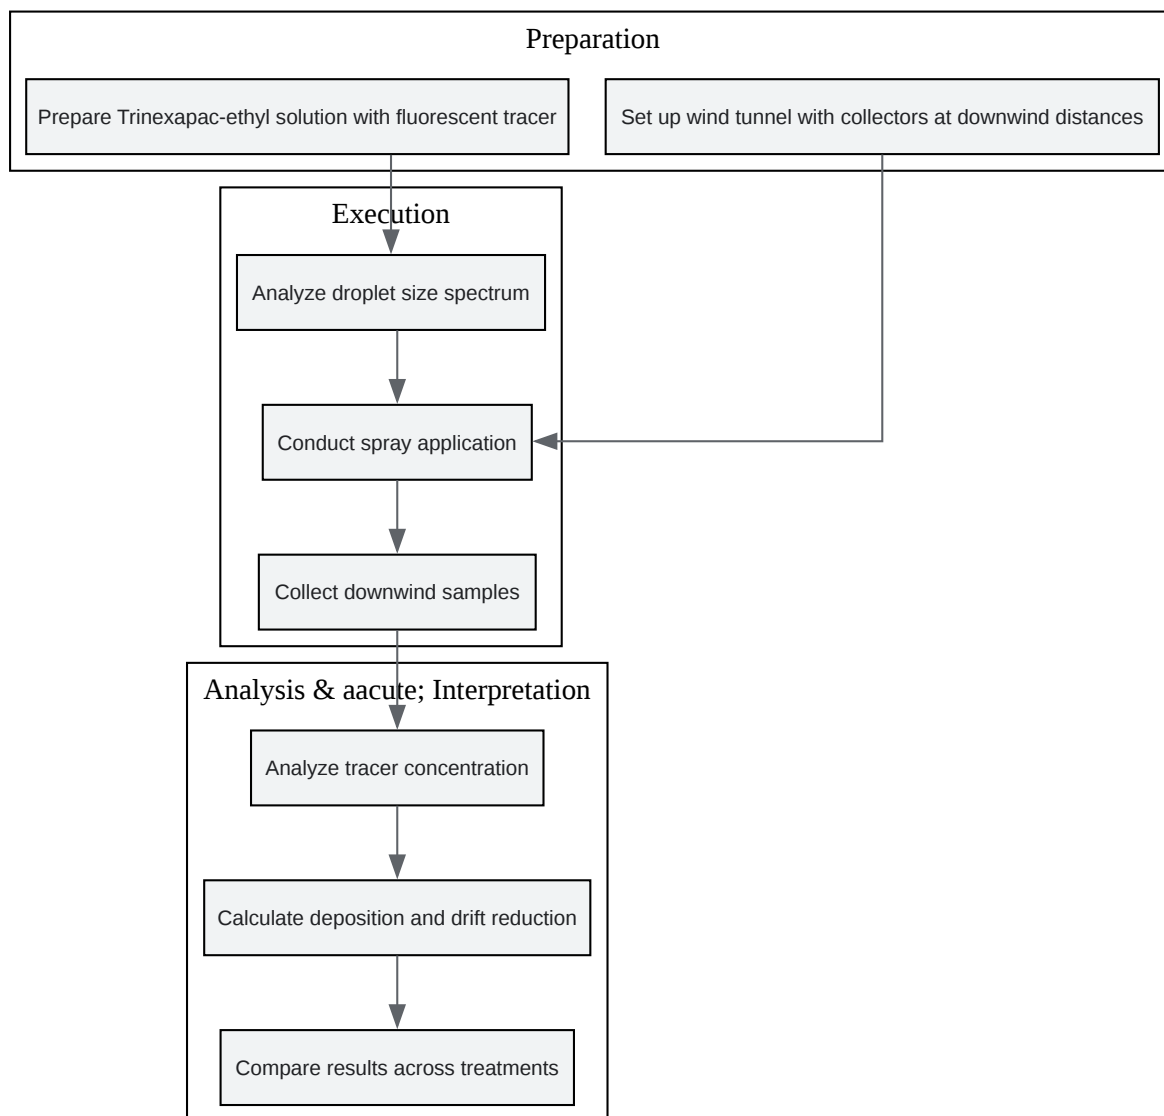 Preparation
Prepare Trinexapac-ethyl solution with fluorescent tracer
Set up wind tunnel with collectors at downwind distances
Execution
Analyze droplet size spectrum
Conduct spray application
Collect downwind samples
Analysis & aacute; Interpretation
Analyze tracer concentration
Calculate deposition and drift reduction
Compare results across treatments